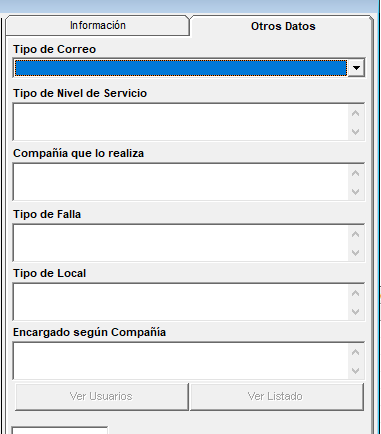 Información
Otros Datos
Tipo de Correo
Tipo de Nivel de Servicio
Compañía que lo realiza
Tipo de Falla
Tipo de Local
Encargado según Compañía
Ver Usuarios
Ver Listado